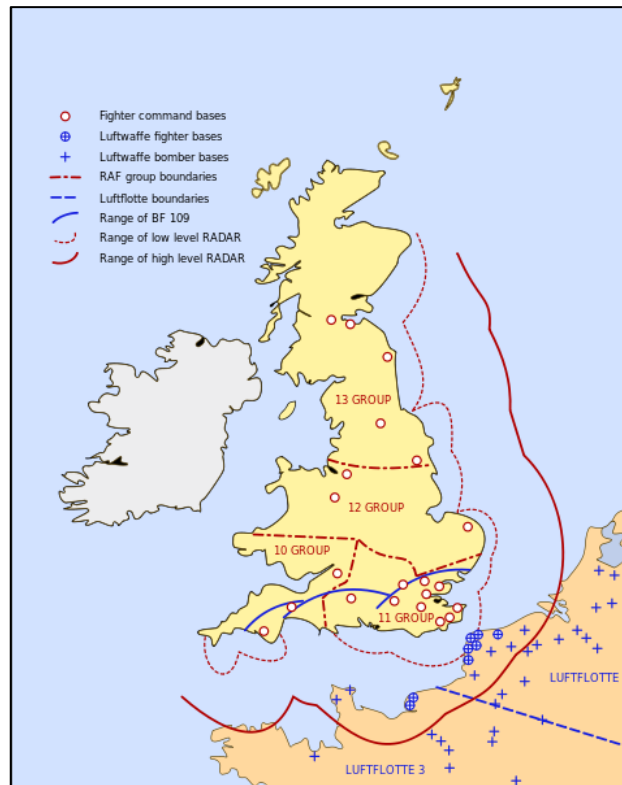 Fighter command bases
Luftwaffe fighter bases
Luftwaffe bomber bases
RAF group boundaries
Luftflotte boundaries
Range of BF 109
Range of low level RADAR
Range of high level RADAR
13 GROUP
12 GROUP
10 GROUP
11 GROUP
LUFTFLOTTE
LUFTFLOTTE 3